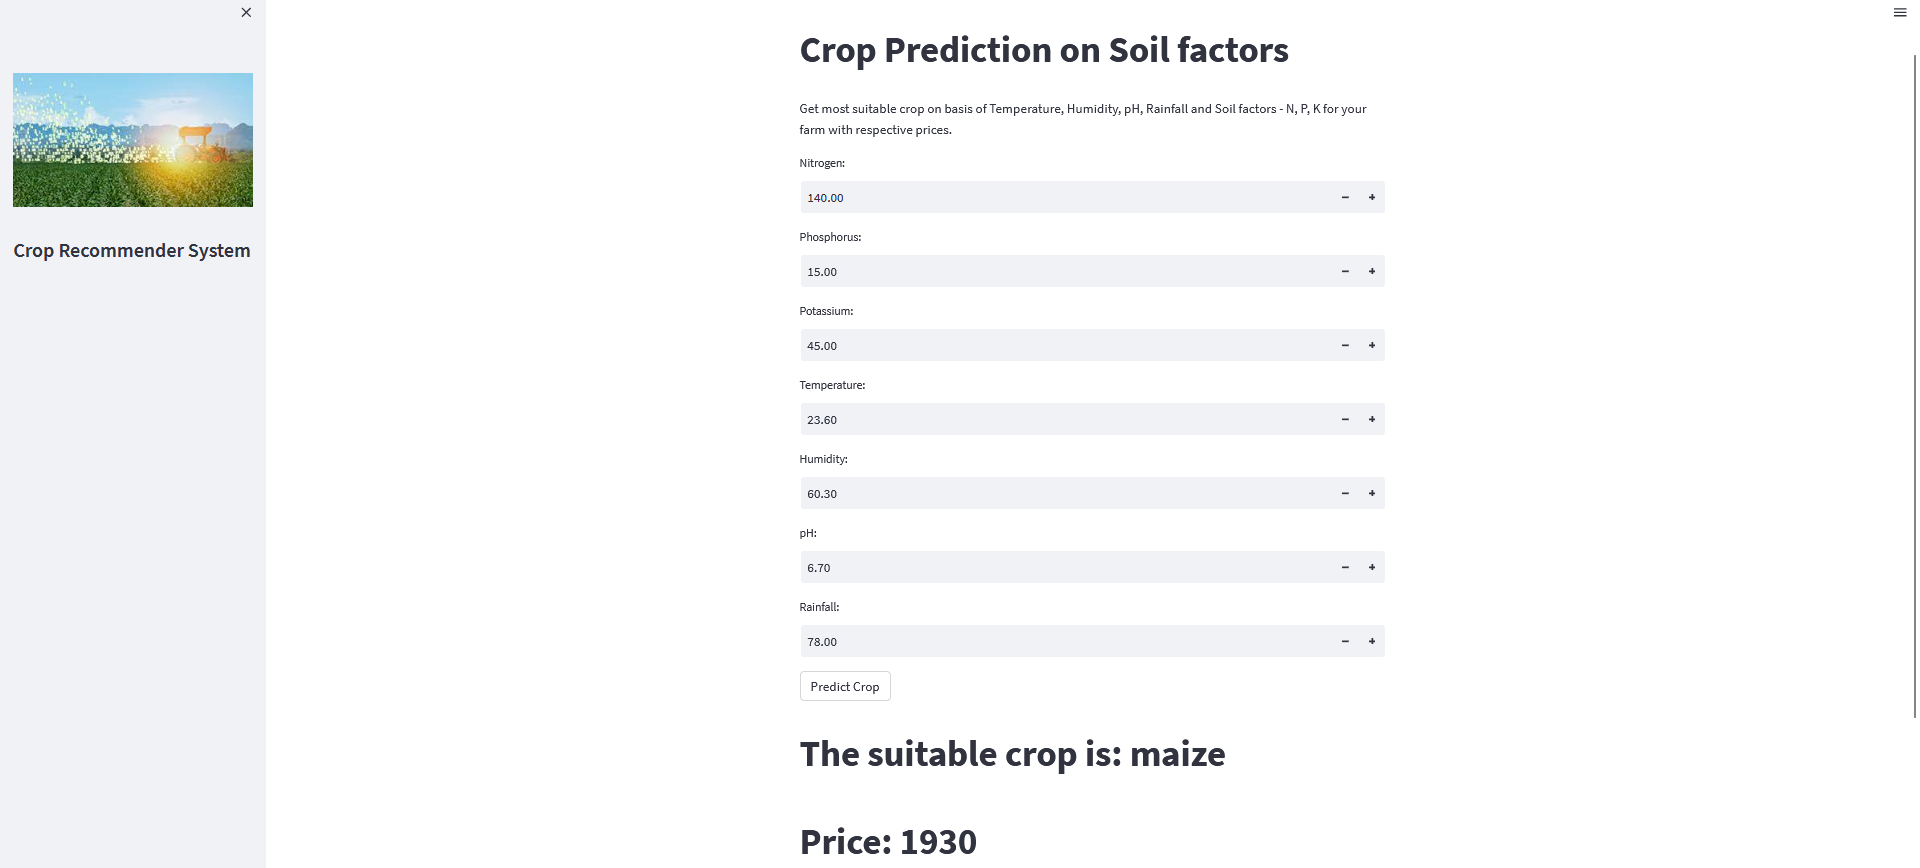 Crop Recommender System
Crop Prediction on Soil factors
Get most suitable crop on basis of Temperature, Humidity, pH, Rainfall and Soil factors - N, P, K for your
farm with respective prices.
Nitrogen:
140.00
Phosphorus:
15.00
Potassium:
45.00
Temperature:
23.60
Humidity:
60.30
pH:
6.70
Rainfall:
78.00
Predict Crop
The suitable crop is: maize
Price: 1930